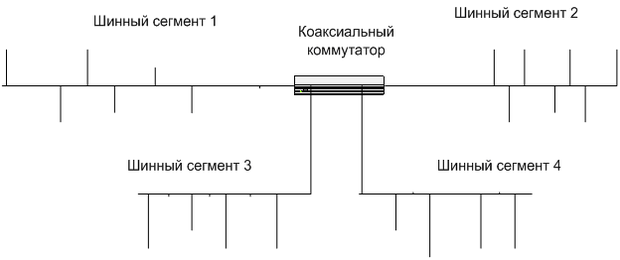 Шинный сегмент 1
Коаксиальный
коммутатор
Шинный сегмент 2
Шинный сегмент 3
Шинный сегмент 4